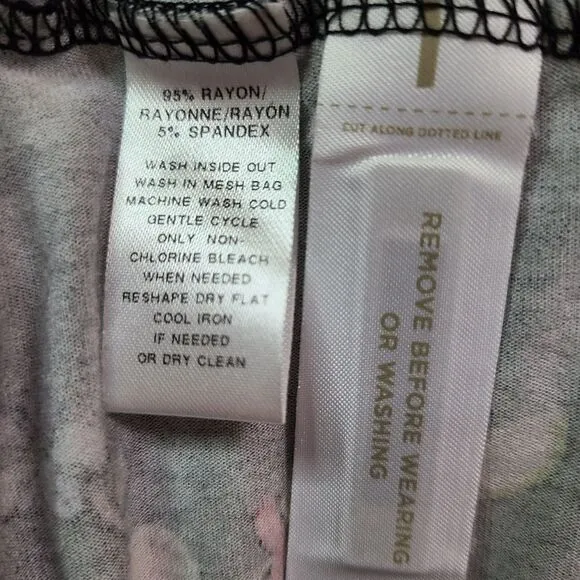 95% RAYON/
RAYONNE/RAYÓN
5% SPANDEX
WASH INSIDE OUT
WASH IN MESH BAG
MACHINE WASH COLD
GENTLE CYCLE
ONLY NON-
CHLORINE BLEACH
WHEN NEEDED
RESHAPE DRY FLAT
COOL IRON
IF NEEDED
OR DRY CLEAN
CUT ALONG DOTTED LINE
REMOVE BEFORE WEARING
OR WASHING